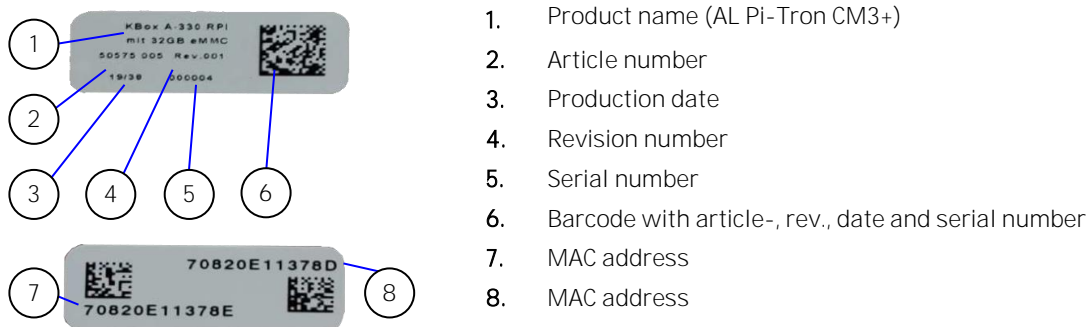 KBox A-330 RPI
mit 32GB eMMC
50575 005 Rev.001
19/38 000004
1
2
3
4
5
6
70820E11378D
70820E11378E
7
8
1. Product name (AL Pi-Tron CM3+)
2. Article number
3. Production date
4. Revision number
5. Serial number
6. Barcode with article-, rev., date and serial number
7. MAC address
8. MAC address